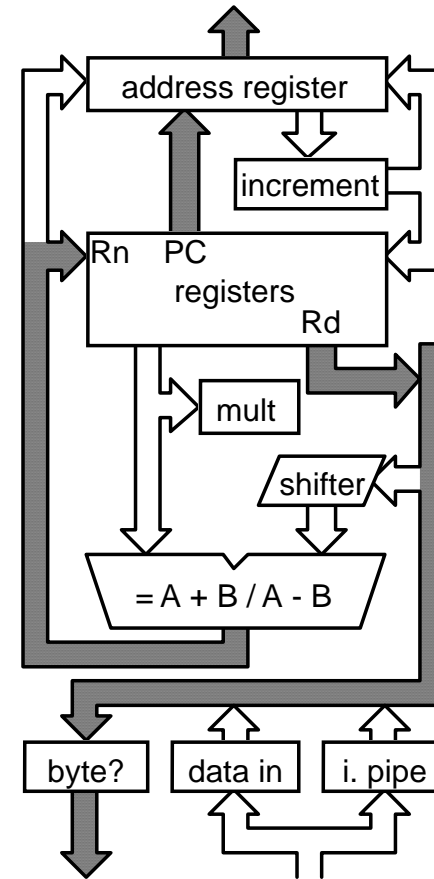 address register
increment
Rn PC
registers
Rd
mult
shifter
= A + B / A - B
byte? data in i. pipe